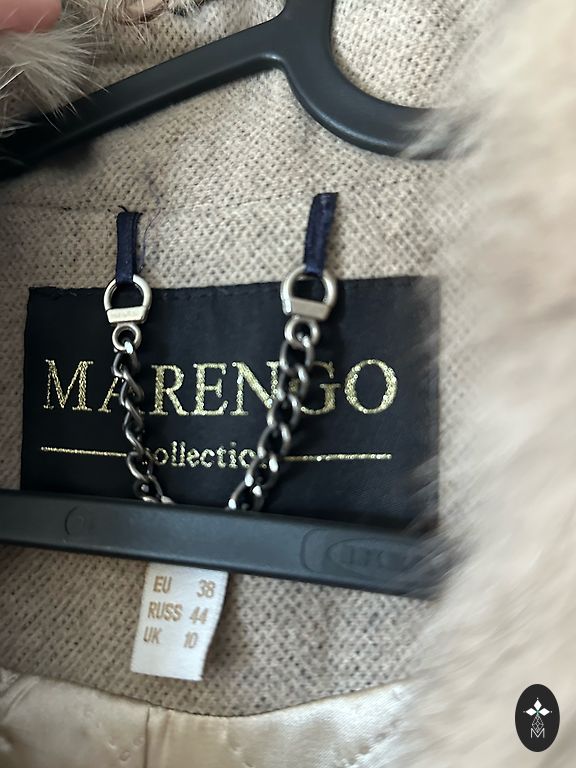 MARENGO
collection
EU 38
RUSS 44
UK 10